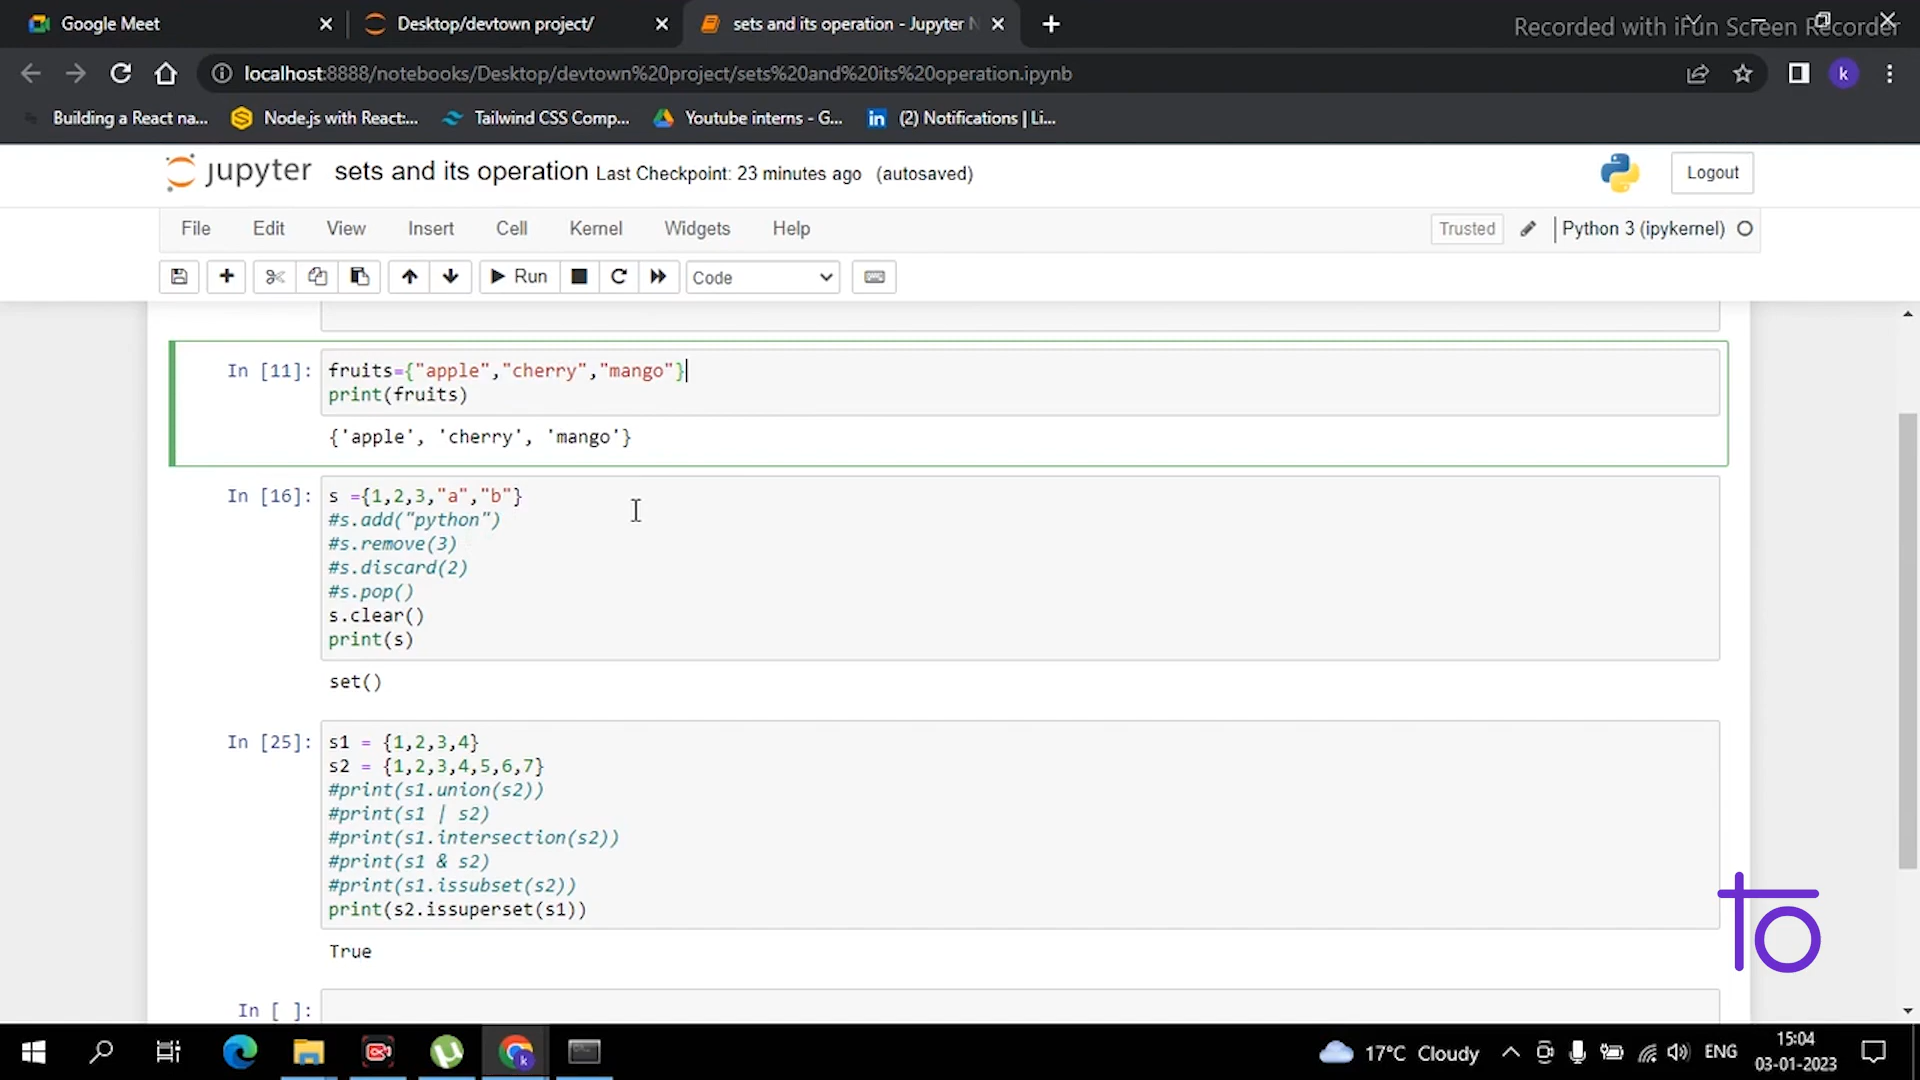 Google Meet
Desktop/devtown project/
sets and its operation - Jupyter N
Recorded with iFun Screen Recorder
localhost:8888/notebooks/Desktop/devtown%20project/sets%20and%20its%20operation.ipynb
k
Building a React na...
Node.js with React:...
Tailwind CSS Comp...
Youtube interns - G...
(2) Notifications | Li...
jupyter sets and its operation Last Checkpoint: 23 minutes ago (autosaved)
Logout
File Edit View Insert Cell Kernel Widgets Help
Trusted
Python 3 (ipykernel)
Run
Code
In [11]: fruits={"apple","cherry","mango"}
print(fruits)
{'apple', 'cherry', 'mango'}
In [16]: s ={1,2,3,"a","b"}
#s.add("python")
#s.remove(3)
#s.discard(2)
#s.pop()
s.clear()
print(s)
set()
In [25]: s1 = {1,2,3,4}
s2 = {1,2,3,4,5,6,7}
#print(s1.union(s2))
#print(s1 | s2)
#print(s1.intersection(s2))
#print(s1 & s2)
#print(s1.issubset(s2))
print(s2.issuperset(s1))
True
In [ ]:
17°C Cloudy
ENG
15:04
03-01-2023